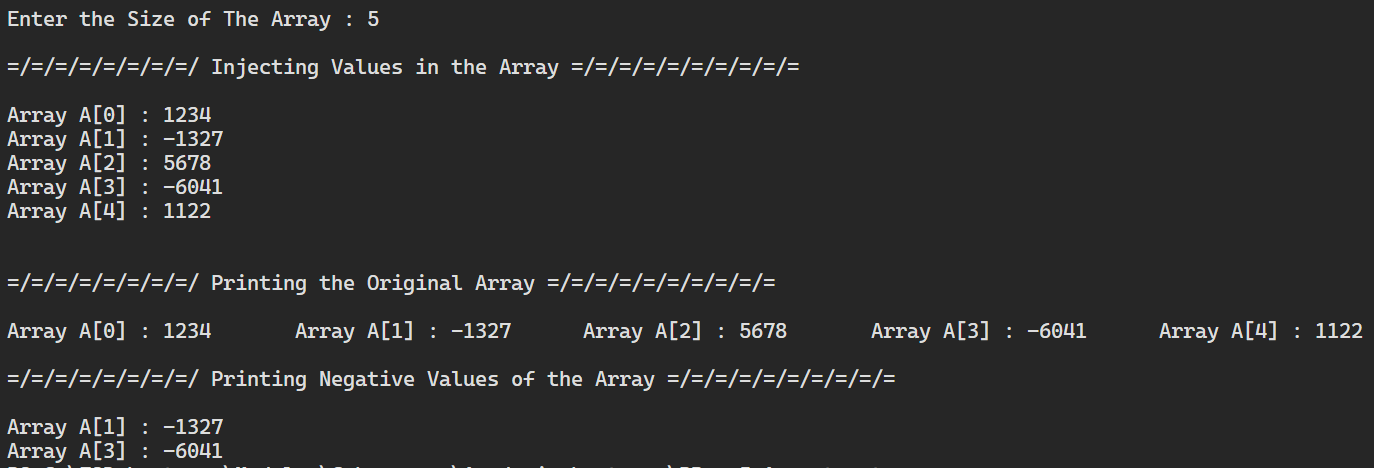 Enter the Size of The Array : 5
=/=/=/=/=/=/=/=/ Injecting Values in the Array =/=/=/=/=/=/=/=/=/=
Array A[0] : 1234
Array A[1] : -1327
Array A[2] : 5678
Array A[3] : -6041
Array A[4] : 1122
=/=/=/=/=/=/=/=/ Printing the Original Array =/=/=/=/=/=/=/=/=/=
Array A[0] : 1234 Array A[1] : -1327 Array A[2] : 5678 Array A[3] : -6041 Array A[4] : 1122
=/=/=/=/=/=/=/=/ Printing Negative Values of the Array =/=/=/=/=/=/=/=/=/=
Array A[1] : -1327
Array A[3] : -6041